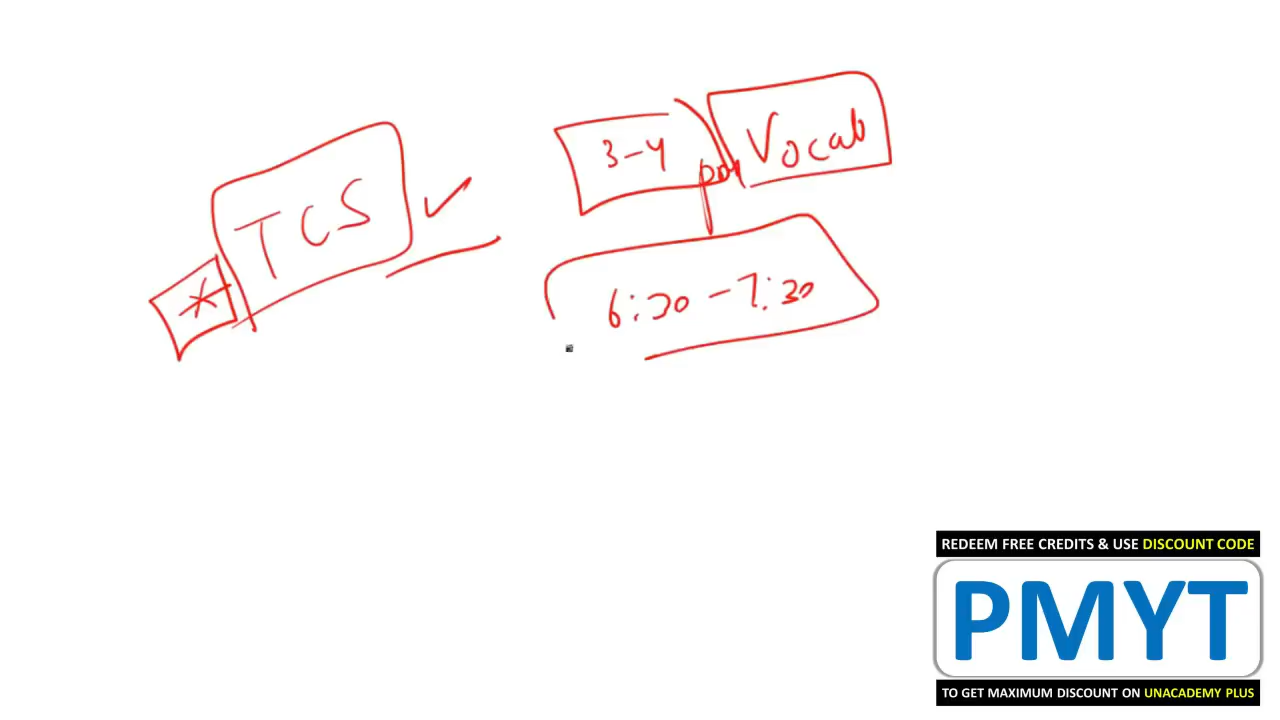 3-4 pm Vocab
TCS
6:30 - 7:30
REDEEM FREE CREDITS & USE DISCOUNT CODE
PMYT
TO GET MAXIMUM DISCOUNT ON UNACADEMY PLUS